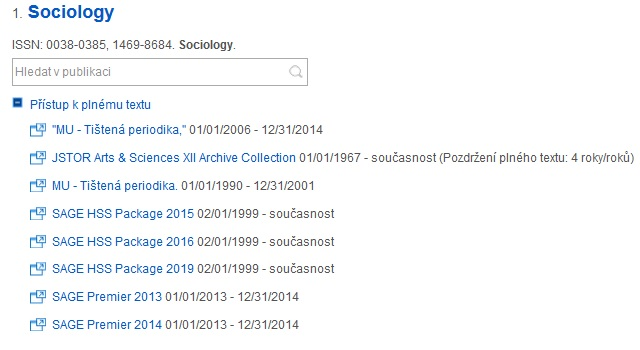 1. Sociology
ISSN: 0038-0385, 1469-8684. Sociology.
Hledat v publikaci
Přístup k plnému textu
"MU - Tištená periodika," 01/01/2006 - 12/31/2014
JSTOR Arts & Sciences XII Archive Collection 01/01/1967 - současnost (Pozdržení plného textu: 4 roky/roků)
MU - Tištená periodika. 01/01/1990 - 12/31/2001
SAGE HSS Package 2015 02/01/1999 - současnost
SAGE HSS Package 2016 02/01/1999 - současnost
SAGE HSS Package 2019 02/01/1999 - současnost
SAGE Premier 2013 01/01/2013 - 12/31/2014
SAGE Premier 2014 01/01/2013 - 12/31/2014